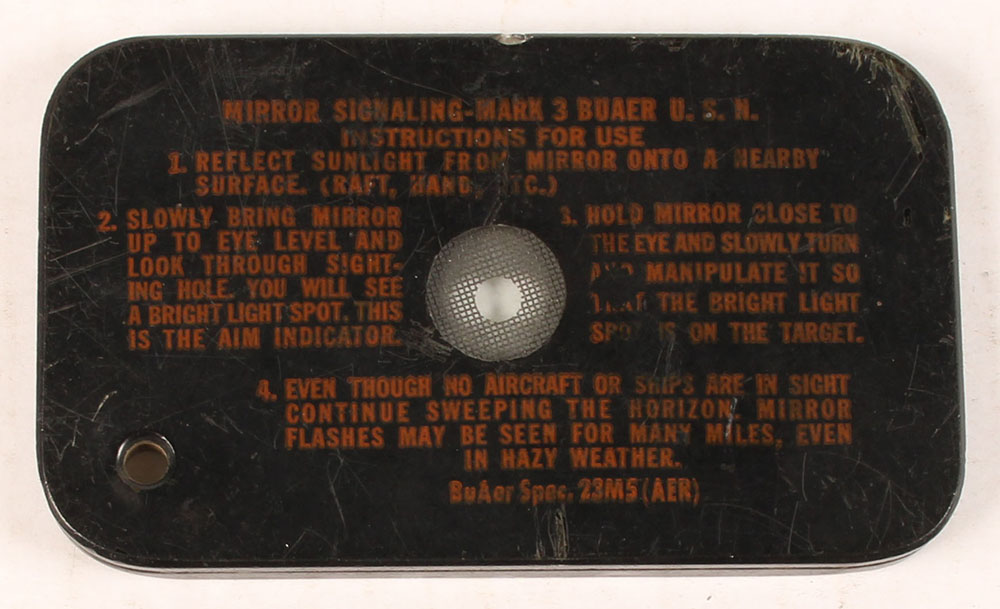 MIRROR SIGNALING-MARK 3 BUAER U. S. N.
INSTRUCTIONS FOR USE
1. REFLECT SUNLIGHT FROM MIRROR ONTO A NEARBY
SURFACE. (RAFT, HAND, ETC.)
2. SLOWLY BRING MIRROR
UP TO EYE LEVEL AND
LOOK THROUGH SIGHT-
ING HOLE. YOU WILL SEE
A BRIGHT LIGHT SPOT. THIS
IS THE AIM INDICATOR.
3. HOLD MIRROR CLOSE TO
THE EYE AND SLOWLY TURN
AND MANIPULATE IT SO
THAT THE BRIGHT LIGHT
SPOT IS ON THE TARGET.
4. EVEN THOUGH NO AIRCRAFT OR SHIPS ARE IN SIGHT
CONTINUE SWEEPING THE HORIZON. MIRROR
FLASHES MAY BE SEEN FOR MANY MILES, EVEN
IN HAZY WEATHER.
BuAer Spec. 23M5 (AER)